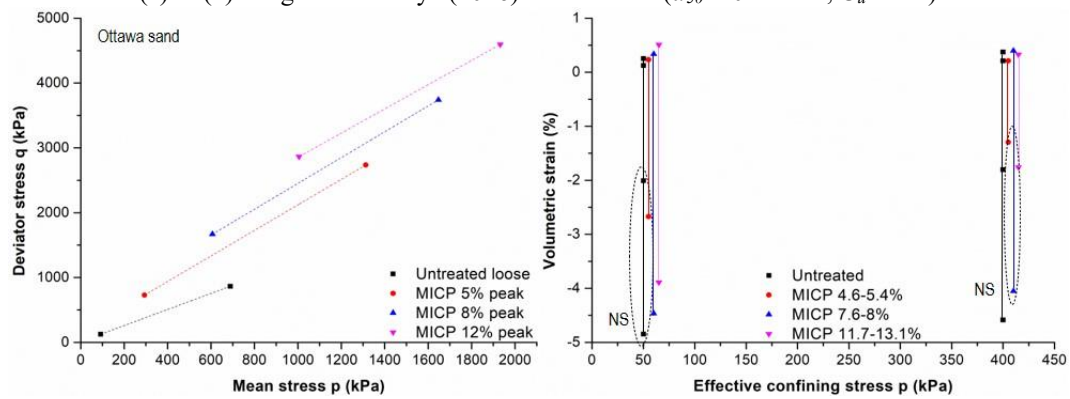 5000
4000
3000
2000
1000
0
Ottawa sand
Deviator stress q (kPa)
Untreated loose
MICP 5% peak
MICP 8% peak
MICP 12% peak
0 200 400 600 800 1000 1200 1400 1600 1800 2000
Mean stress p (kPa)
0
-1
-2
-3
-4
-5
Volumetric strain (%)
NS
NS
Untreated
MICP 4.6-5.4%
MICP 7.6-8%
MICP 11.7-13.1%
0 50 100 150 200 250 300 350 400 450
Effective confining stress p (kPa)